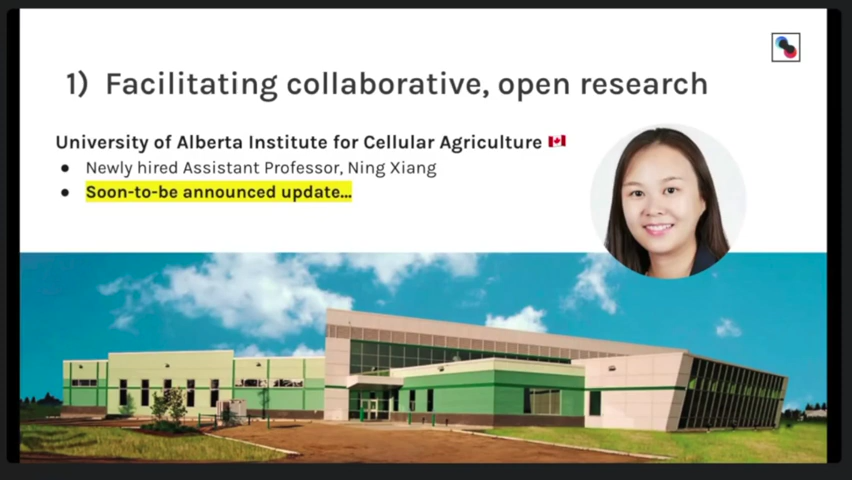 1) Facilitating collaborative, open research
University of Alberta Institute for Cellular Agriculture 🇨🇦
● Newly hired Assistant Professor, Ning Xiang
● Soon-to-be announced update...